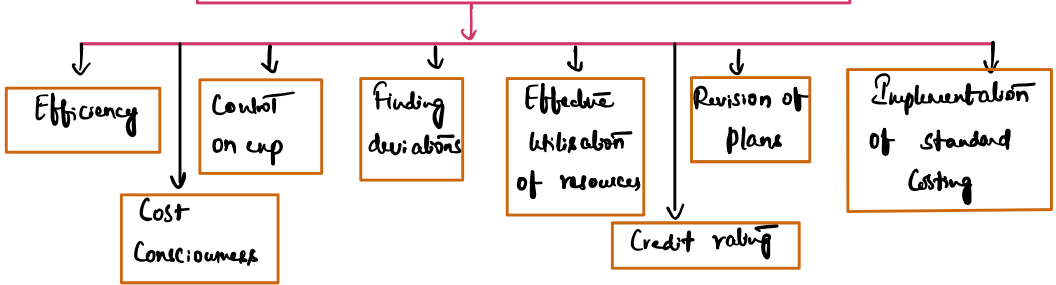 Efficiency
Cost
Consciousness
Control
on exp
Finding
deviations
Effective
Utilisation
of resources
Credit rating
Revision of
plans
Implementation
of standard
Costing